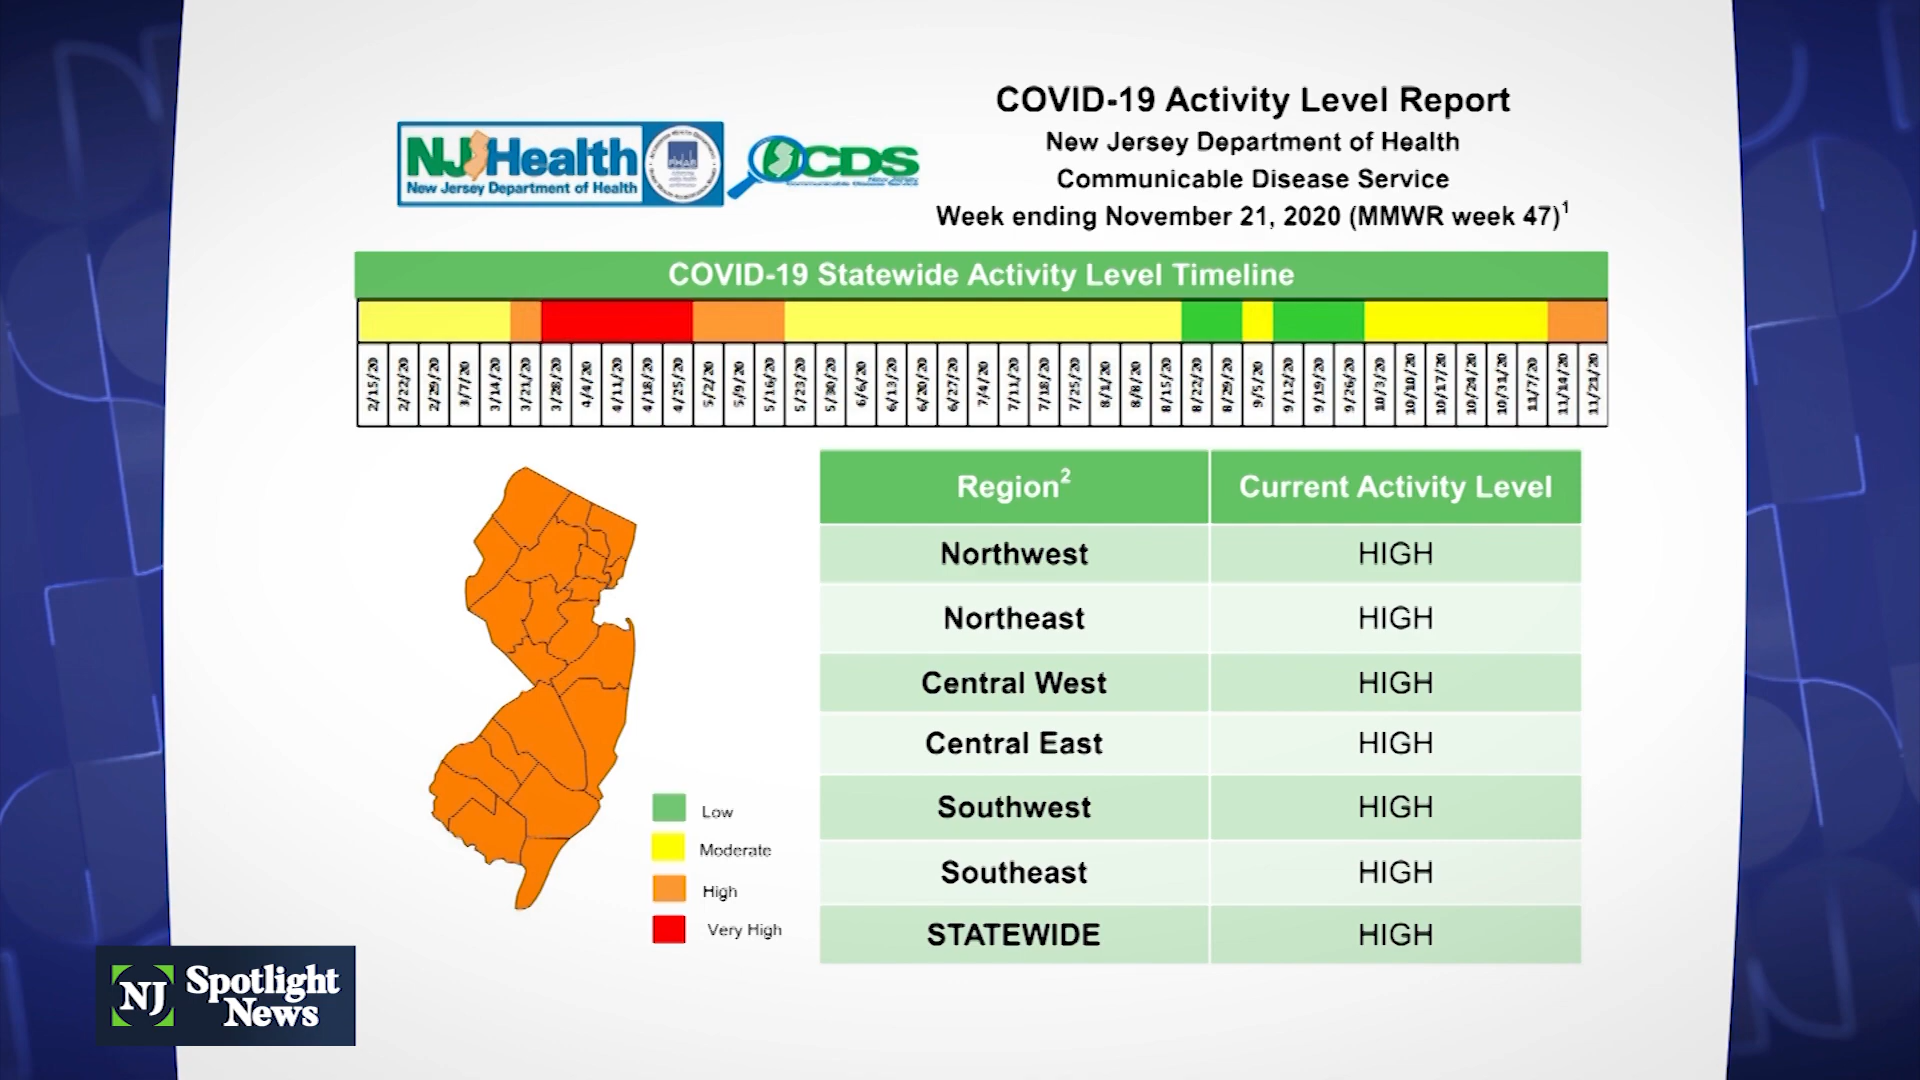 COVID-19 Activity Level Report
New Jersey Department of Health
Communicable Disease Service
Week ending November 21, 2020 (MMWR week 47)1
NJ Health
New Jersey Department of Health
CDS
COVID-19 Statewide Activity Level Timeline
2/15/20
2/22/20
2/29/20
3/7/20
3/14/20
3/21/20
3/28/20
4/4/20
4/11/20
4/18/20
4/25/20
5/2/20
5/9/20
5/16/20
5/23/20
5/30/20
6/6/20
6/13/20
6/20/20
6/27/20
7/4/20
7/11/20
7/18/20
7/25/20
8/1/20
8/8/20
8/15/20
8/22/20
8/29/20
9/5/20
9/12/20
9/19/20
9/26/20
10/3/20
10/10/20
10/17/20
10/24/20
10/31/20
11/7/20
11/14/20
11/21/20
Low
Moderate
High
Very High
Region2 Current Activity Level
Northwest HIGH
Northeast HIGH
Central West HIGH
Central East HIGH
Southwest HIGH
Southeast HIGH
STATEWIDE HIGH
NJ Spotlight
News